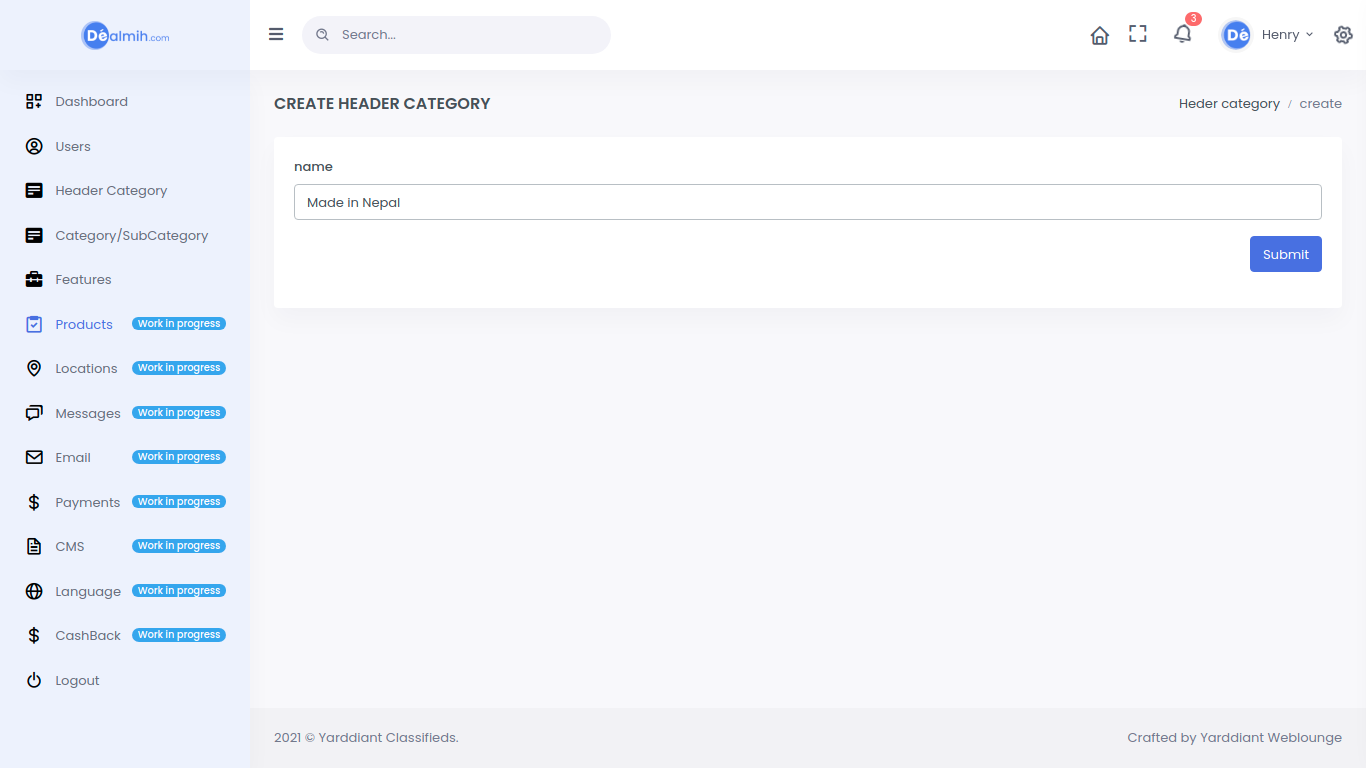 Déalmih.com
Search...
3
Dé
Henry
Dashboard
Users
Header Category
Category/SubCategory
Features
Products Work in progress
Locations Work in progress
Messages Work in progress
Email Work in progress
Payments Work in progress
CMS Work in progress
Language Work in progress
CashBack Work in progress
Logout
CREATE HEADER CATEGORY
Heder category / create
name
Made in Nepal
Submit
2021 © Yarddiant Classifieds.
Crafted by Yarddiant Weblounge